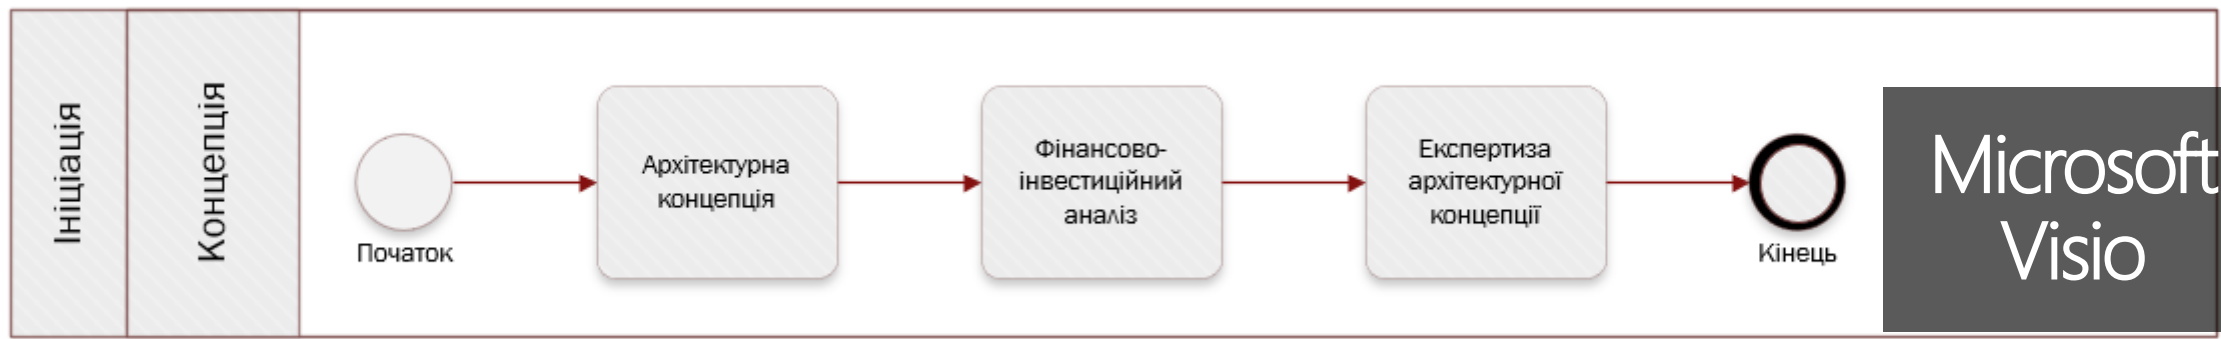 Ініціація
Концепція
Початок
Архітектурна
концепція
Фінансово-
інвестиційний
аналіз
Експертиза
архітектурної
концепції
Кінець
Microsoft
Visio